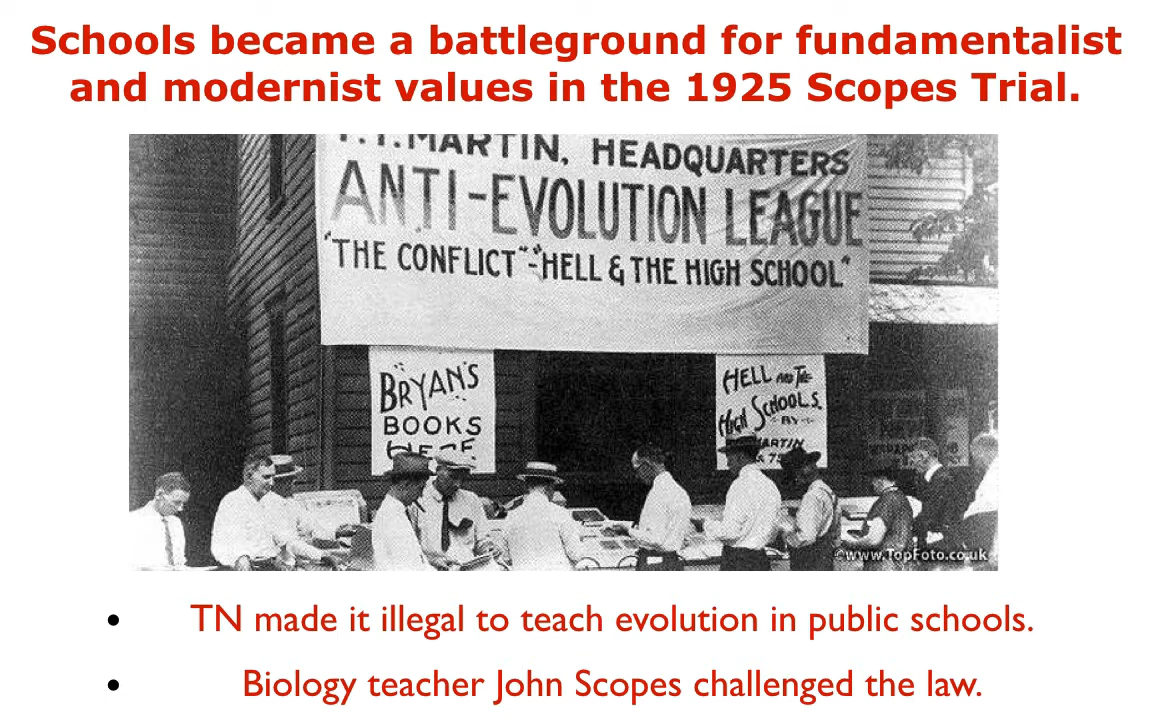 Schools became a battleground for fundamentalist
and modernist values in the 1925 Scopes Trial.
T.T. MARTIN, HEADQUARTERS
ANTI-EVOLUTION LEAGUE
"THE CONFLICT"-"HELL & THE HIGH SCHOOL"
BRYAN'S
BOOKS
HERE
HELL AND THE
HIGH SCHOOLS
-BY-
MARTIN
©www.TopFoto.co.uk
• TN made it illegal to teach evolution in public schools.
• Biology teacher John Scopes challenged the law.